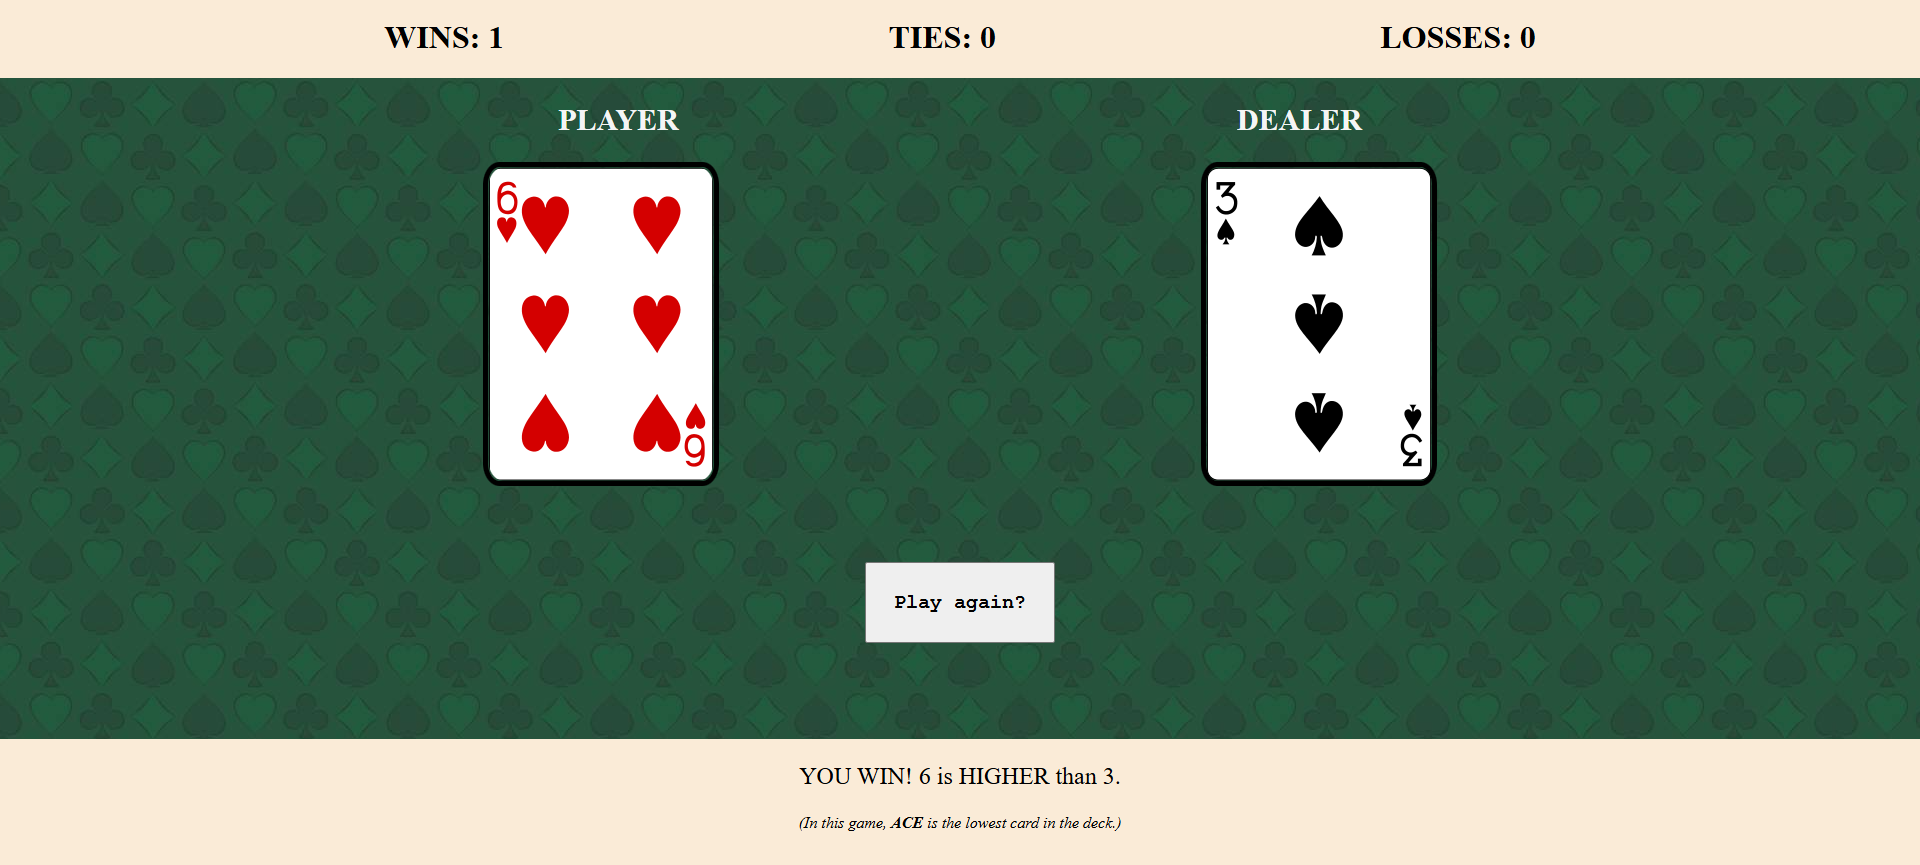 WINS: 1 TIES: 0 LOSSES: 0
PLAYER DEALER
6 3
6 3
Play again?
YOU WIN! 6 is HIGHER than 3.
(In this game, ACE is the lowest card in the deck.)